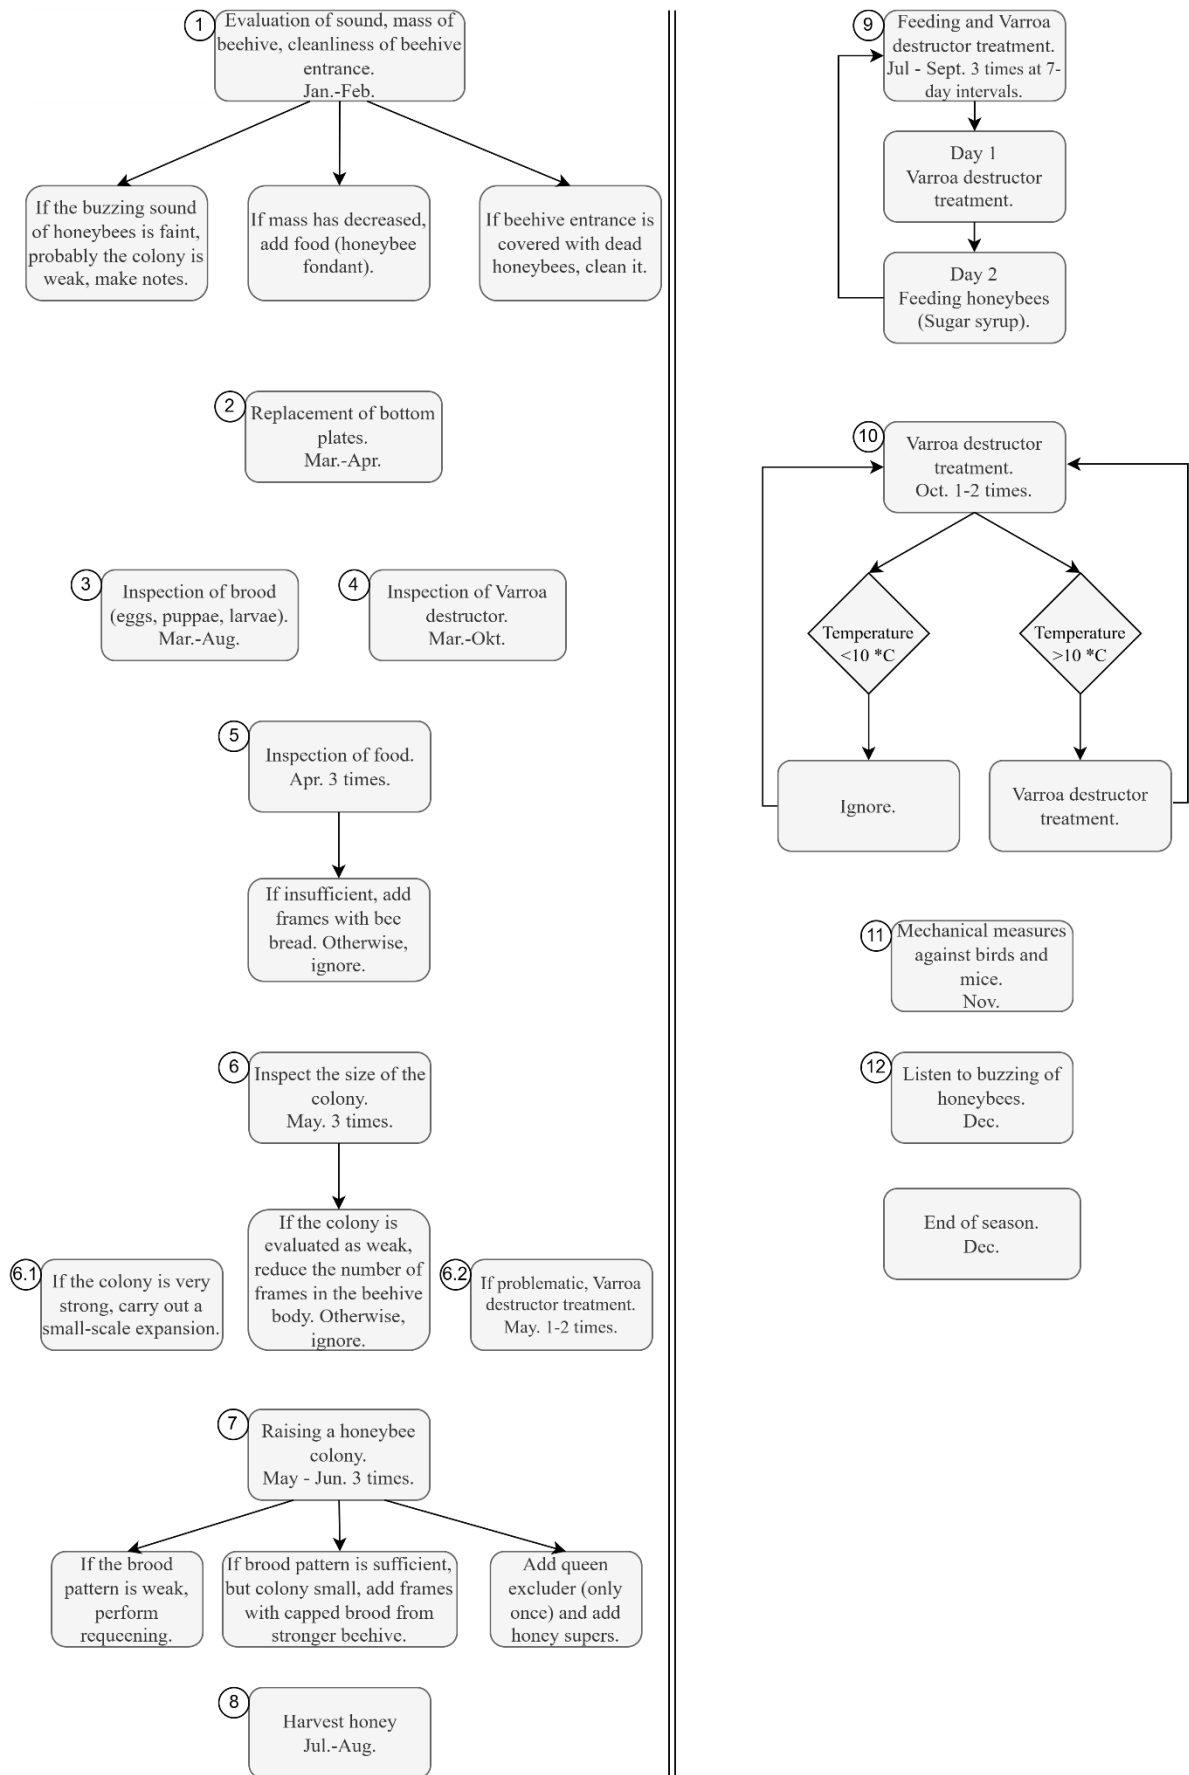 1
Evaluation of sound, mass of
beehive, cleanliness of beehive
entrance.
Jan.-Feb.
If the buzzing sound
of honeybees is faint,
probably the colony is
weak, make notes.
If mass has decreased,
add food (honeybee
fondant).
If beehive entrance is
covered with dead
honeybees, clean it.
2
Replacement of bottom
plates.
Mar.-Apr.
3
Inspection of brood
(eggs, puppae, larvae).
Mar.-Aug.
4
Inspection of Varroa
destructor.
Mar.-Okt.
5
Inspection of food.
Apr. 3 times.
If insufficient, add
frames with bee
bread. Otherwise,
ignore.
6
Inspect the size of the
colony.
May. 3 times.
6.1
If the colony is very
strong, carry out a
small-scale expansion.
If the colony is
evaluated as weak,
reduce the number of
frames in the beehive
body. Otherwise,
ignore.
6.2
If problematic, Varroa
destructor treatment.
May. 1-2 times.
7
Raising a honeybee
colony.
May - Jun. 3 times.
If the brood
pattern is weak,
perform
requeening.
If brood pattern is sufficient,
but colony small, add frames
with capped brood from
stronger beehive.
Add queen
excluder (only
once) and add
honey supers.
8
Harvest honey
Jul.-Aug.
9
Feeding and Varroa
destructor treatment.
Jul - Sept. 3 times at 7-
day intervals.
Day 1
Varroa destructor
treatment.
Day 2
Feeding honeybees
(Sugar syrup).
10
Varroa destructor
treatment.
Oct. 1-2 times.
Temperature
<10 *C
Temperature
>10 *C
Ignore.
Varroa destructor
treatment.
11
Mechanical measures
against birds and
mice.
Nov.
12
Listen to buzzing of
honeybees.
Dec.
End of season.
Dec.